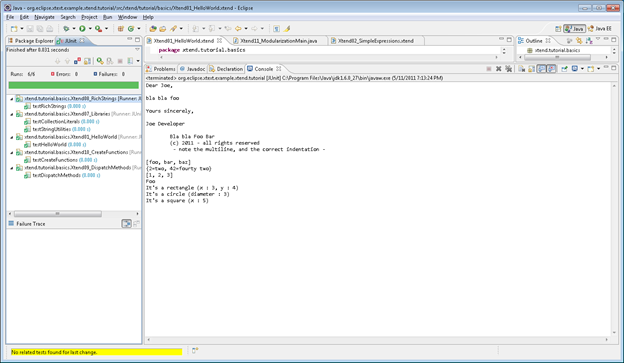 Java - org.eclipse.xtext.example.xtend.tutorial/src/xtend/tutorial/basics/Xtend01_HelloWorld.xtend - Eclipse
File Edit Navigate Search Project Run Window Help
Java Java EE
Package Explorer JUnit
Finished after 0.031 seconds
Runs: 6/6 Errors: 0 Failures: 0
xtend.tutorial.basics.Xtend08_RichStrings [Runner: JUnit
testRichStrings (0.000 s)
xtend.tutorial.basics.Xtend07_Libraries [Runner: JUnit
testCollectionLiterals (0.000 s)
testStringUtilities (0.000 s)
xtend.tutorial.basics.Xtend01_HelloWorld [Runner: JUnit
testHelloWorld (0.000 s)
xtend.tutorial.basics.Xtend10_CreateFunctions [Runner:
testCreateFunctions (0.000 s)
xtend.tutorial.basics.Xtend09_DispatchMethods [Runner:
testDispatchMethods (0.000 s)
Failure Trace
Xtend01_HelloWorld.xtend Xtend11_ModularizationMain.java Xtend02_SimpleExpressions.xtend
package xtend.tutorial.basics
Outline
xtend.tutorial.basics
Problems Javadoc Declaration Console
<terminated> org.eclipse.xtext.example.xtend.tutorial [JUnit] C:\Program Files\Java\jdk1.6.0_27\bin\javaw.exe (5/11/2011 7:13:24 PM)
Dear Joe,
bla bla foo
Yours sincerely,
Joe Developer
Bla bla Foo Bar
(c) 2011 - all rights reserved
- note the multiline, and the correct indentation -
[foo, bar, baz]
{2=two, 42=fourty two}
[1, 2, 3]
Foo
It's a rectangle (x : 3, y : 4)
It's a circle (diameter : 3)
It's a square (x : 5)
No related tests found for last change.